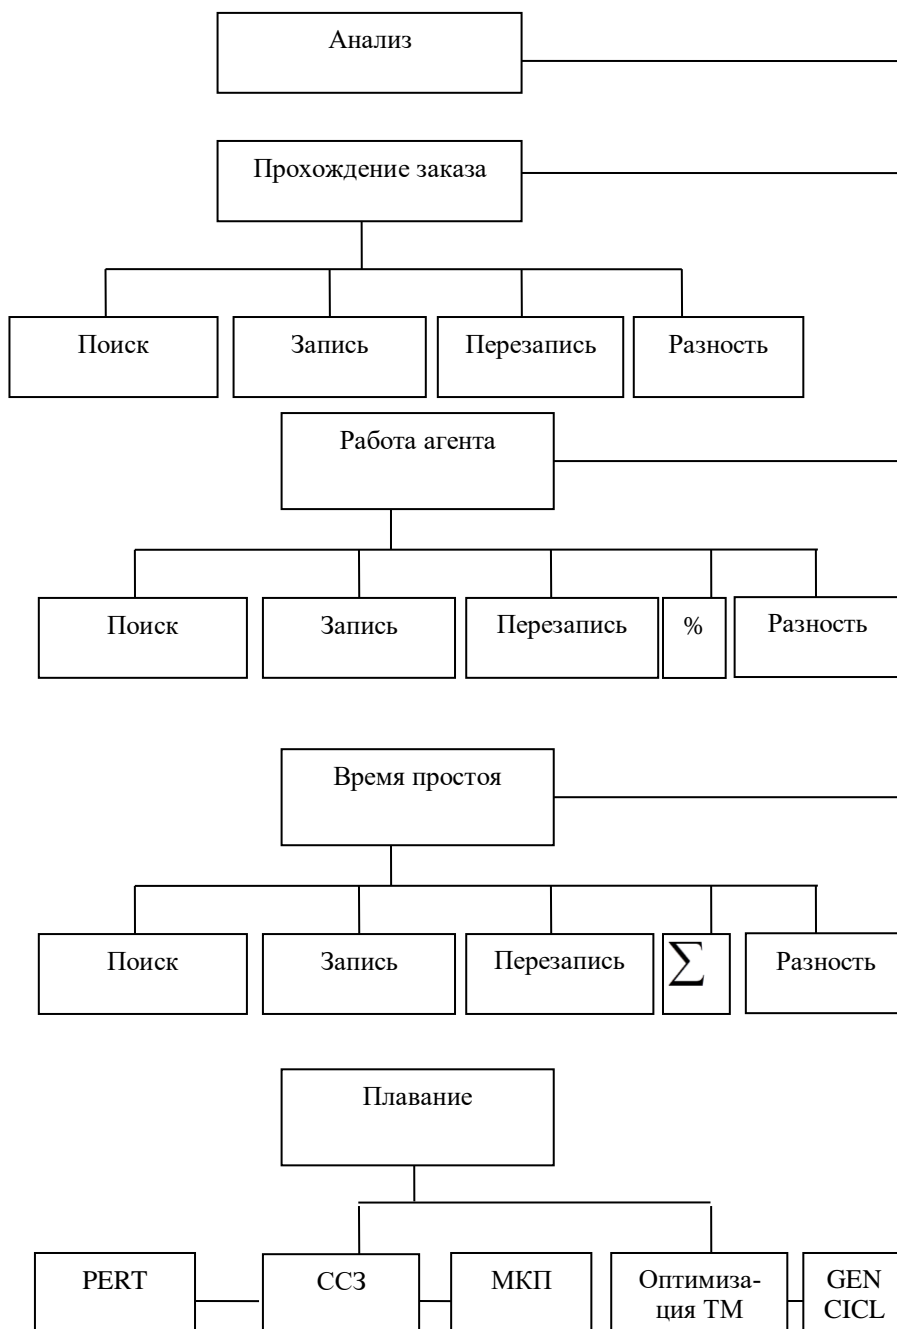 Анализ
Прохождение заказа
Поиск
Запись
Перезапись
Разность
Работа агента
Поиск
Запись
Перезапись
%
Разность
Время простоя
Поиск
Запись
Перезапись
∑
Разность
Плавание
PERT
ССЗ
МКП
Оптимиза-
ция ТМ
GEN
CICL